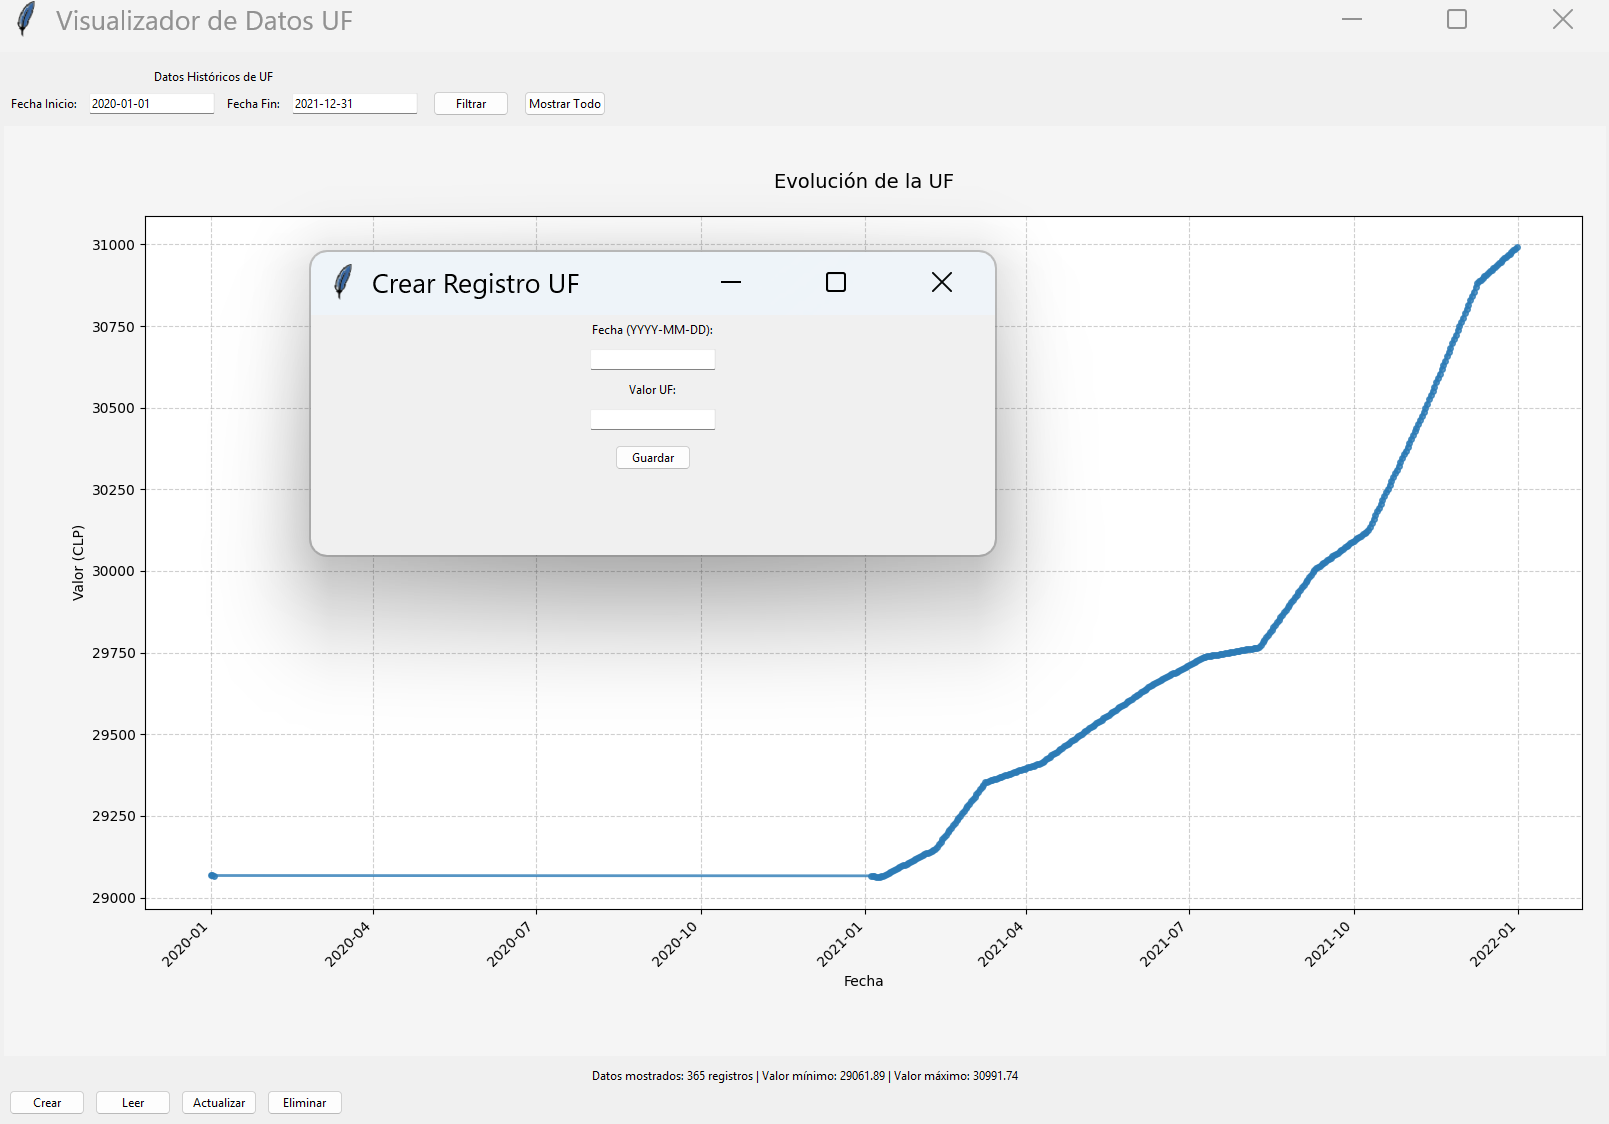 Visualizador de Datos UF
Datos Históricos de UF
Fecha Inicio: 2020-01-01 Fecha Fin: 2021-12-31 Filtrar Mostrar Todo
Evolución de la UF
Crear Registro UF
Fecha (YYYY-MM-DD):
Valor UF:
Guardar
31000
30750
30500
30250
30000
29750
29500
29250
29000
Valor (CLP)
2020-01 2020-04 2020-07 2020-10 2021-01 2021-04 2021-07 2021-10 2022-01
Fecha
Datos mostrados: 365 registros | Valor mínimo: 29061.89 | Valor máximo: 30991.74
Crear Leer Actualizar Eliminar